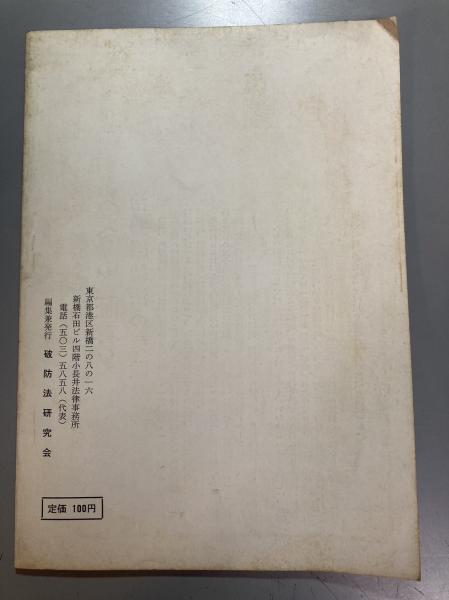 東京都港区新橋二の八の一六
新橋石田ビル四階小長井法律事務所
電話(五〇三)五八五八(代表)
編集兼発行 破防法研究会
定価 100円